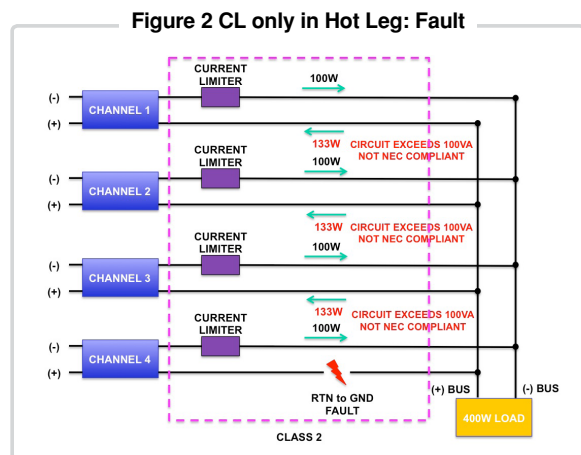 Figure 2 CL only in Hot Leg: Fault
CURRENT
LIMITER
100W
(-)
CHANNEL 1
(+)
133W
CIRCUIT EXCEEDS 100VA
NOT NEC COMPLIANT
CURRENT
LIMITER
100W
(-)
CHANNEL 2
(+)
133W
CIRCUIT EXCEEDS 100VA
NOT NEC COMPLIANT
CURRENT
LIMITER
100W
(-)
CHANNEL 3
(+)
133W
CIRCUIT EXCEEDS 100VA
NOT NEC COMPLIANT
CURRENT
LIMITER
100W
(-)
CHANNEL 4
(+)
RTN to GND
FAULT
(+) BUS
(-) BUS
400W LOAD
CLASS 2